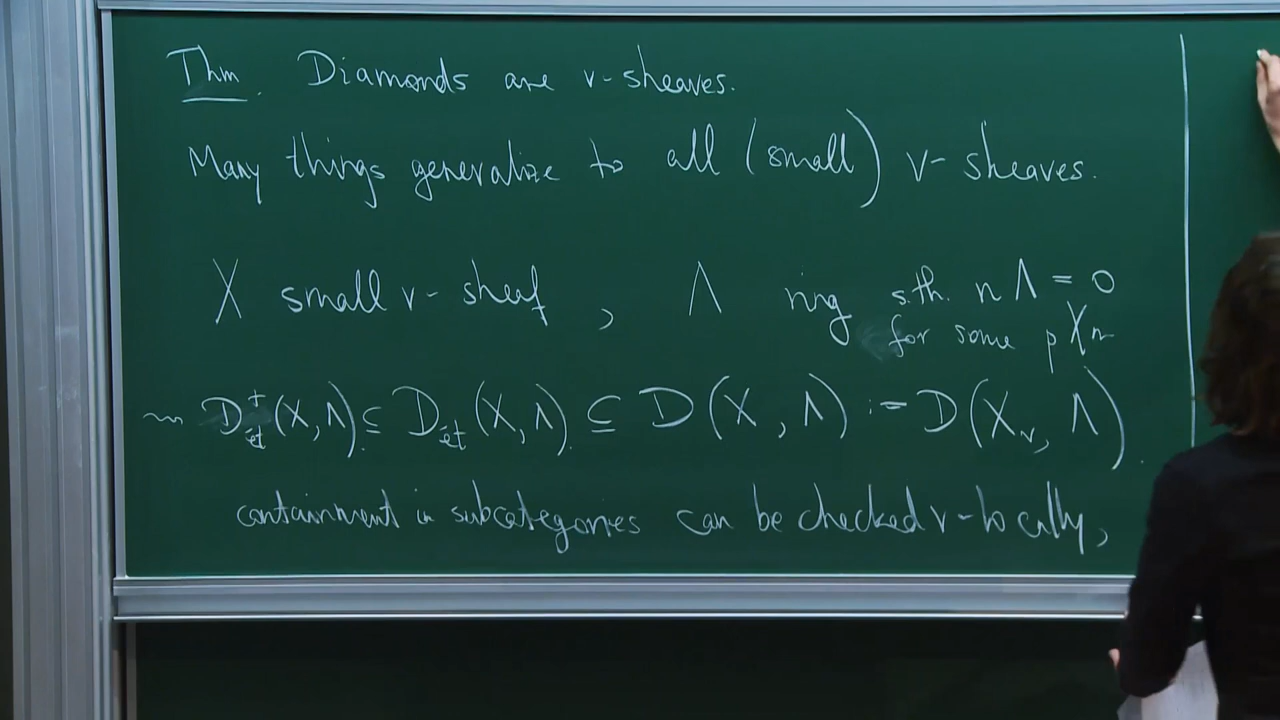 Thm. Diamonds are v-sheaves.
Many things generalize to all (small) v-sheaves.
X small v-sheaf, Λ ring s.th. nΛ = 0
for some p∤n
⇝ D⁺ét(X,Λ) ⊆ Dét(X,Λ) ⊆ D(X,Λ) := D(Xᵥ,Λ).
containment in subcategories can be checked v-locally,